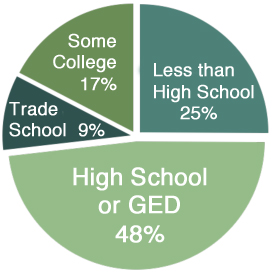 Some
College
17%
Less than
High School
25%
Trade
School 9%
High School
or GED
48%